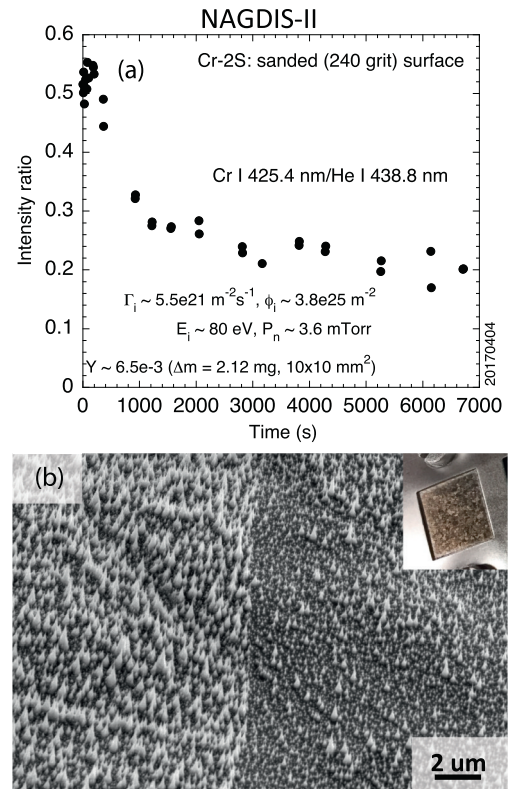 NAGDIS-II
(a)
Cr-2S: sanded (240 grit) surface
Cr I 425.4 nm/He I 438.8 nm
Γi ~ 5.5e21 m-2s-1, ϕi ~ 3.8e25 m-2
Ei ~ 80 eV, Pn ~ 3.6 mTorr
Y ~ 6.5e-3 (Δm = 2.12 mg, 10x10 mm2)
20170404
Intensity ratio
0.6
0.5
0.4
0.3
0.2
0.1
0
0 1000 2000 3000 4000 5000 6000 7000
Time (s)
(b)
2 um